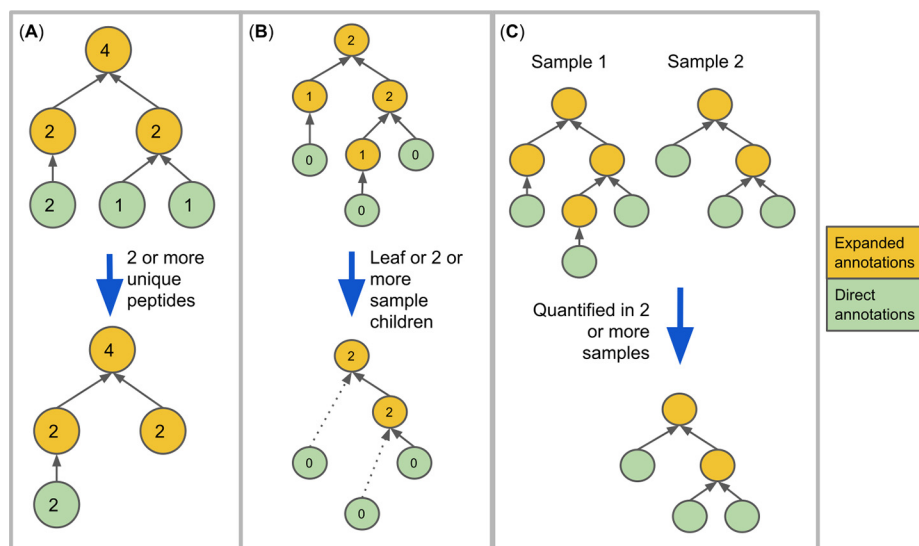 (A)
4
2
2
2
1
1
2 or more
unique
peptides
4
2
2
2
(B)
2
1
2
0
1
0
0
Leaf or 2 or
more
sample
children
2
2
0
0
0
(C)
Sample 1
Sample 2
Quantified in 2
or more
samples
Expanded
annotations
Direct
annotations